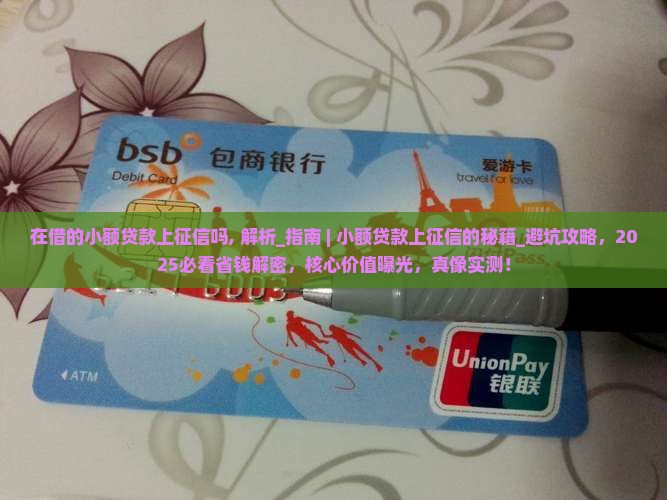 bsb 包商银行
Debit Card
爱游卡
travel for love
在借的小额贷款上征信吗, 解析_指南 | 小额贷款上征信的秘籍_避坑攻略，20
25必看省钱解密，核心价值曝光，真像实测！
ATM
UnionPay
银联